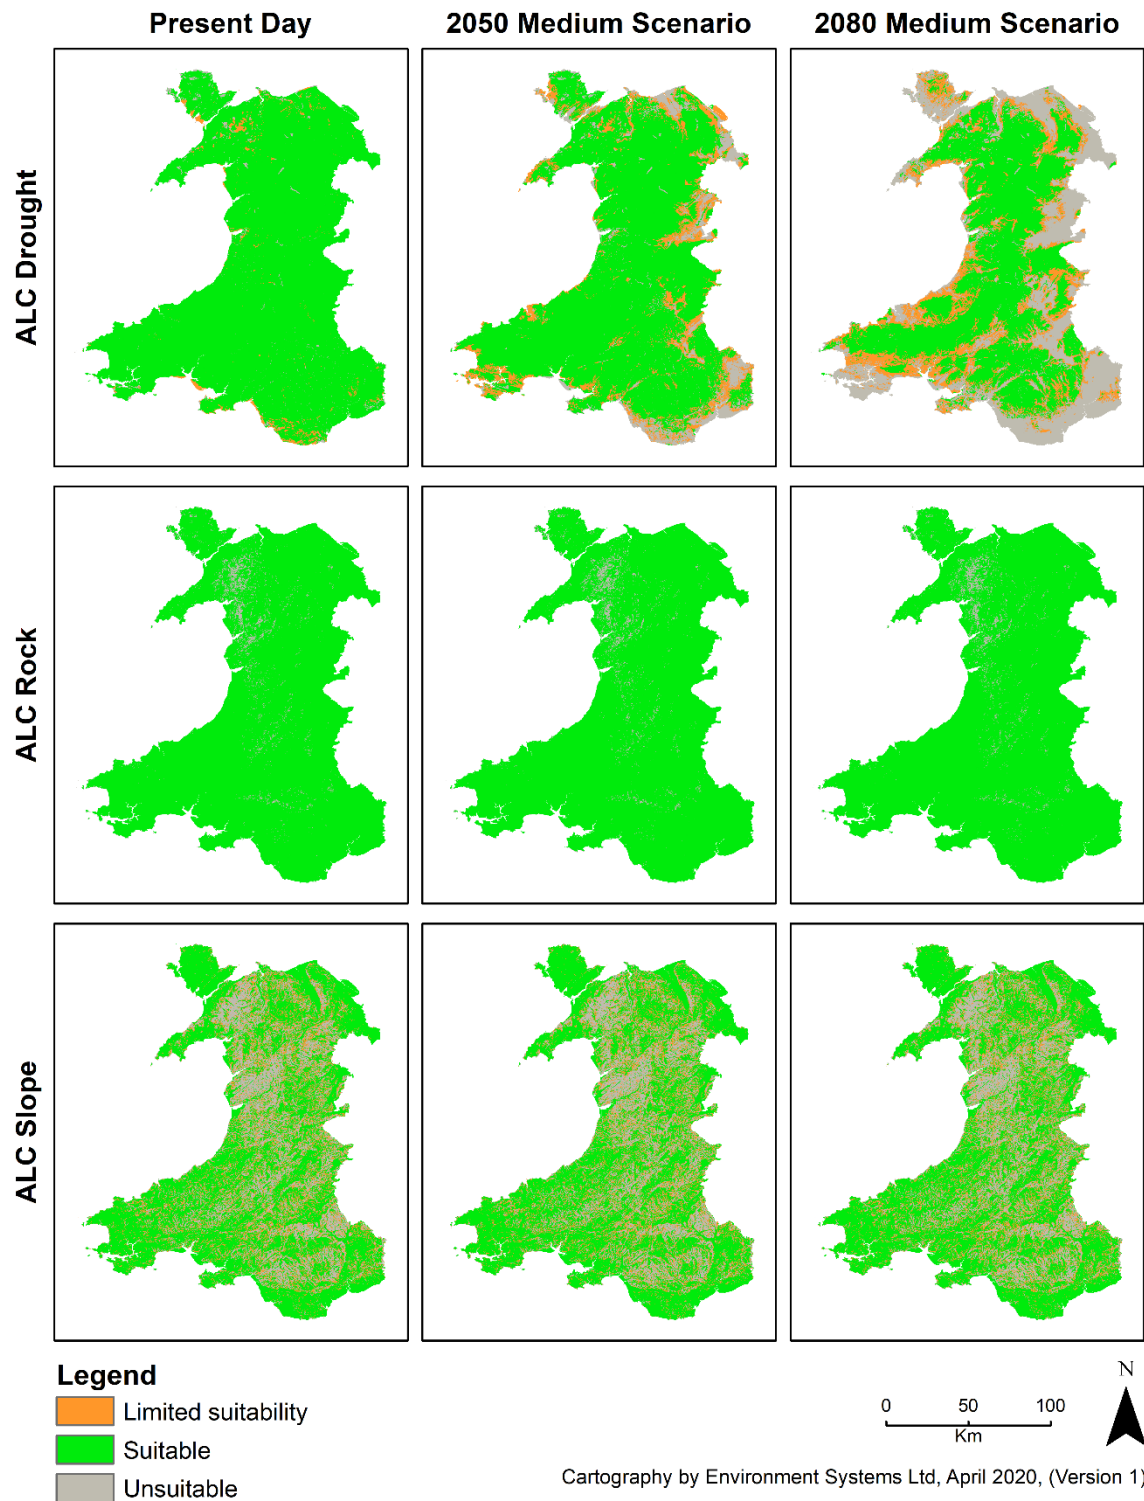 Present Day
2050 Medium Scenario
2080 Medium Scenario
ALC Drought
ALC Rock
ALC Slope
Legend
Limited suitability
Suitable
Unsuitable
N
0 50 100
Km
Cartography by Environment Systems Ltd, April 2020, (Version 1)